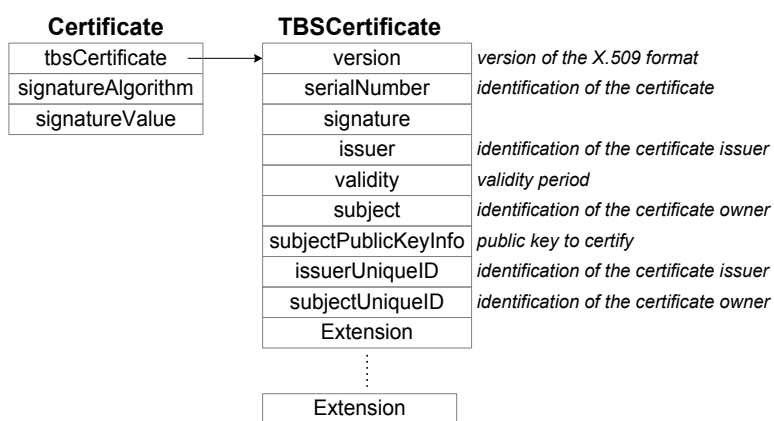 Certificate
TBSCertificate
tbsCertificate
version
version of the X.509 format
signatureAlgorithm
serialNumber
identification of the certificate
signatureValue
signature
issuer
identification of the certificate issuer
validity
validity period
subject
identification of the certificate owner
subjectPublicKeyInfo
public key to certify
issuerUniqueID
identification of the certificate issuer
subjectUniqueID
identification of the certificate owner
Extension
Extension